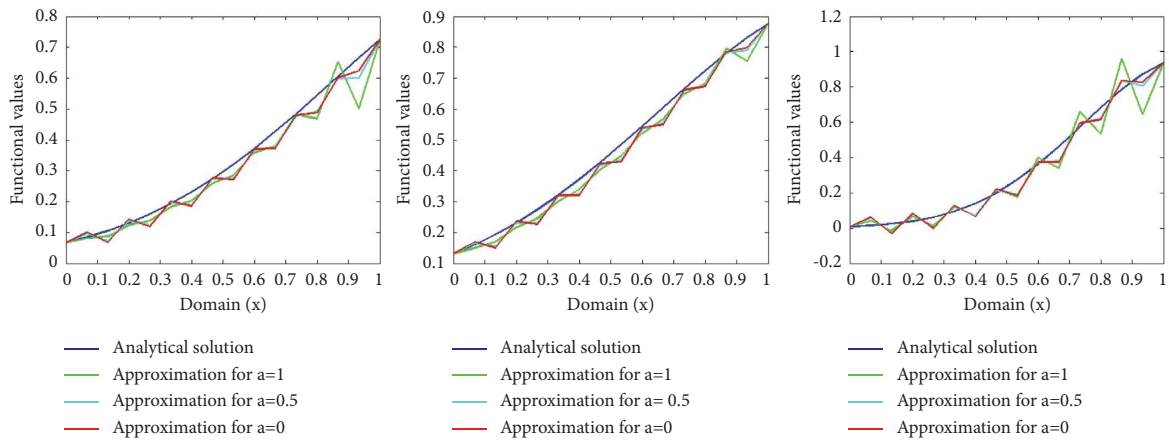 0.8
0.7
0.6
0.5
0.4
0.3
0.2
0.1
0
Functional values
0 0.1 0.2 0.3 0.4 0.5 0.6 0.7 0.8 0.9 1
Domain (x)
Analytical solution
Approximation for a=1
Approximation for a=0.5
Approximation for a=0
0.9
0.8
0.7
0.6
0.5
0.4
0.3
0.2
0.1
Functional values
0 0.1 0.2 0.3 0.4 0.5 0.6 0.7 0.8 0.9 1
Domain (x)
Analytical solution
Approximation for a=1
Approximation for a= 0.5
Approximation for a=0
1.2
1
0.8
0.6
0.4
0.2
0
-0.2
Functional values
0 0.1 0.2 0.3 0.4 0.5 0.6 0.7 0.8 0.9 1
Domain (x)
Analytical solution
Approximation for a=1
Approximation for a=0.5
Approximation for a=0